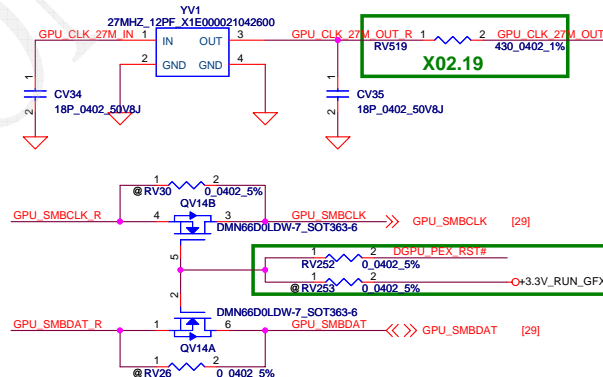 YV1
27MHZ_12PF_X1E000021042600
GPU_CLK_27M_IN 1 IN OUT 3 GPU_CLK_27M_OUT_R RV519 1 2 GPU_CLK_27M_OUT
430_0402_1%
2 GND GND 4
X02.19
1 CV34 2
18P_0402_50V8J
1 CV35 2
18P_0402_50V8J
1 2
@RV30 0_0402_5%
QV14B
GPU_SMBCLK_R 4 3 GPU_SMBCLK GPU_SMBCLK [29]
DMN66D0LDW-7_SOT363-6
5
1 2 DGPU_PEX_RST#
RV252 0_0402_5%
1 2 +3.3V_RUN_GFX
@RV253 0_0402_5%
2
DMN66D0LDW-7_SOT363-6
GPU_SMBDAT_R 1 6 GPU_SMBDAT GPU_SMBDAT [29]
QV14A
1 2
@RV26 0_0402_5%